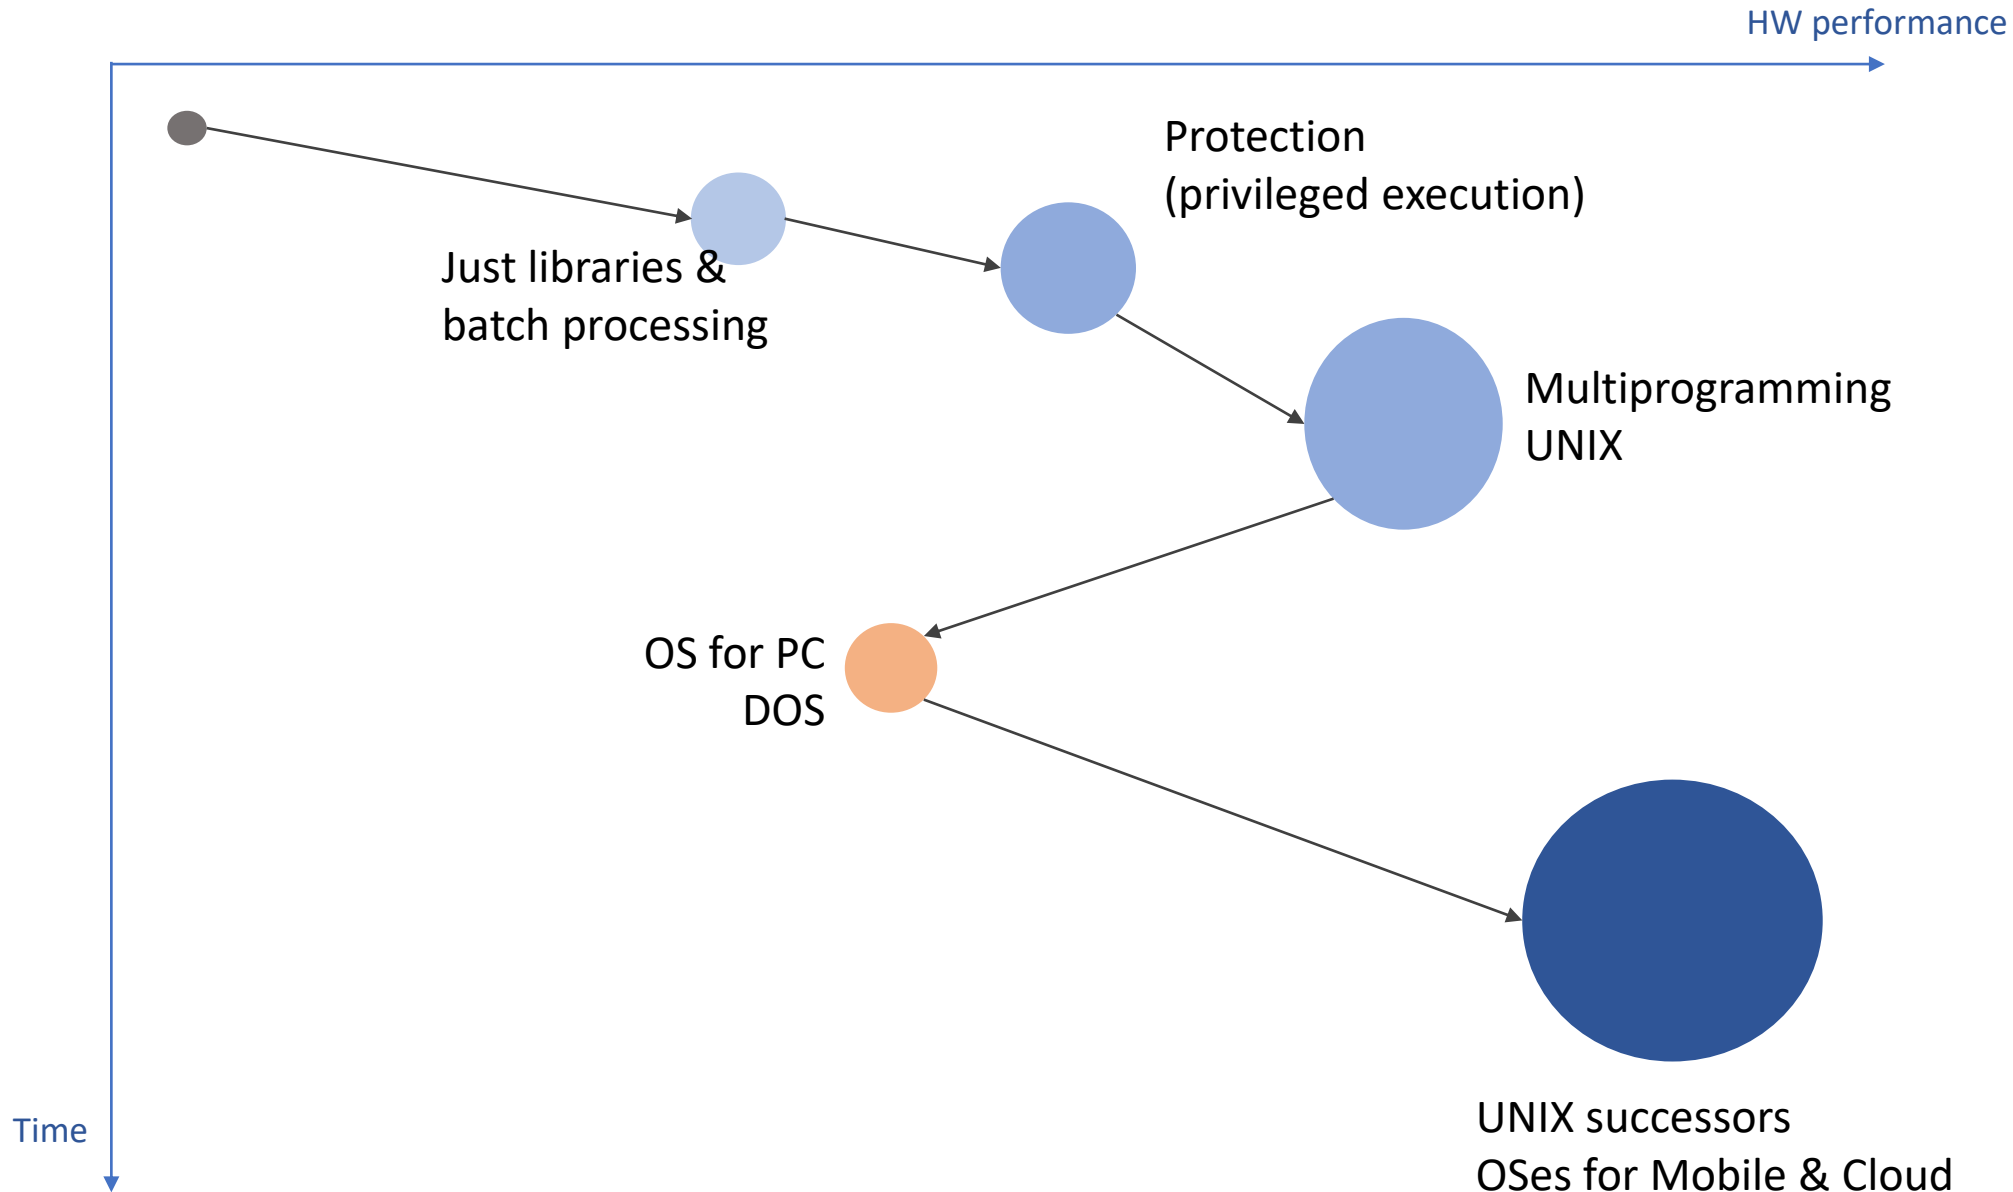 HW performance
Protection
(privileged execution)
Just libraries &
batch processing
Multiprogramming
UNIX
OS for PC
DOS
Time
UNIX successors
OSes for Mobile & Cloud